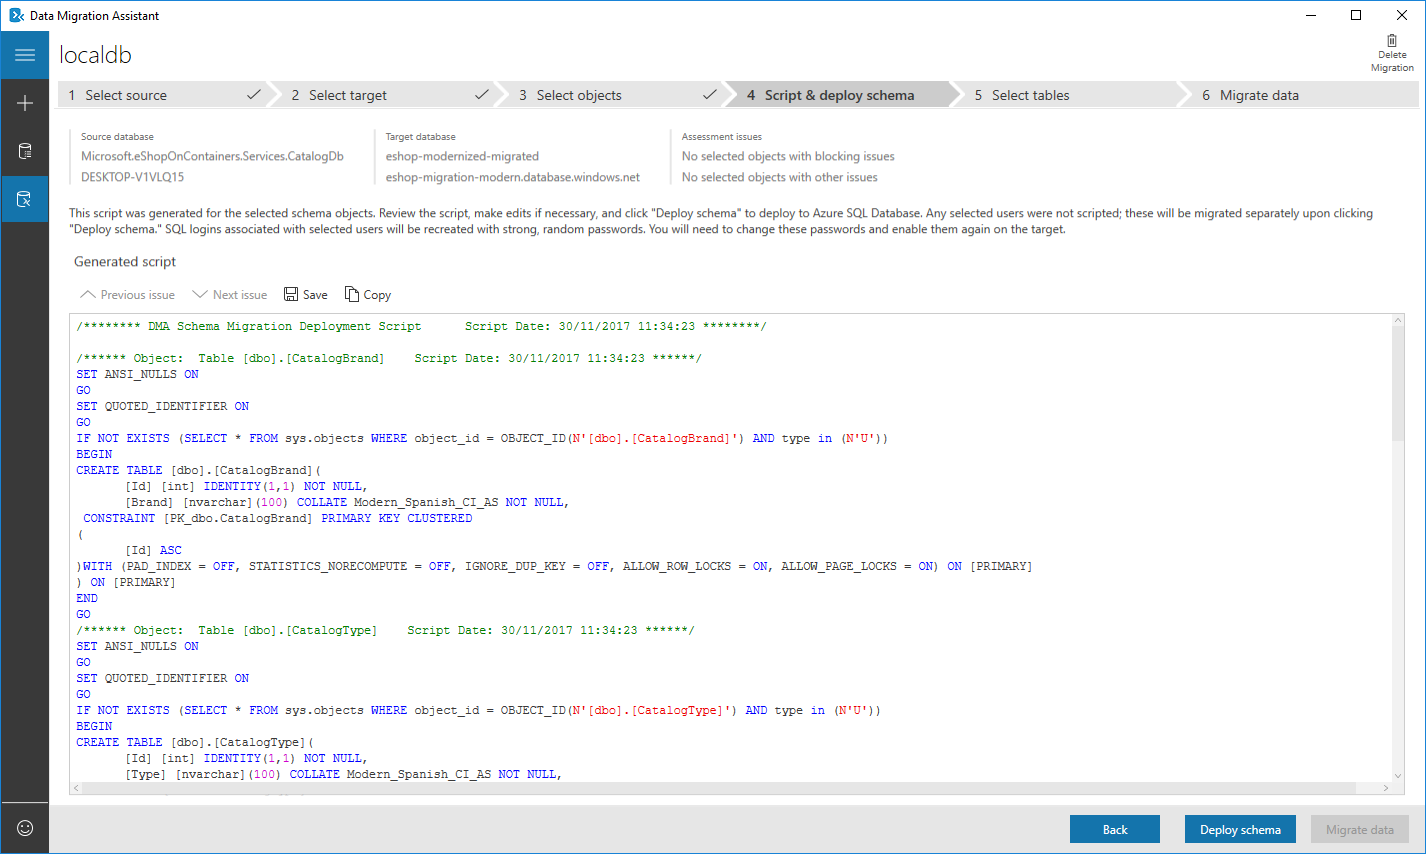 Data Migration Assistant
localdb
Delete
Migration
1 Select source
2 Select target
3 Select objects
4 Script & deploy schema
5 Select tables
6 Migrate data
Source database
Microsoft.eShopOnContainers.Services.CatalogDb
DESKTOP-V1VLQ15
Target database
eshop-modernized-migrated
eshop-migration-modern.database.windows.net
Assessment issues
No selected objects with blocking issues
No selected objects with other issues
This script was generated for the selected schema objects. Review the script, make edits if necessary, and click "Deploy schema" to deploy to Azure SQL Database. Any selected users were not scripted; these will be migrated separately upon clicking
"Deploy schema." SQL logins associated with selected users will be recreated with strong, random passwords. You will need to change these passwords and enable them again on the target.
Generated script
Previous issue Next issue Save Copy
/******** DMA Schema Migration Deployment Script      Script Date: 30/11/2017 11:34:23 ********/
/****** Object:  Table [dbo].[CatalogBrand]    Script Date: 30/11/2017 11:34:23 ******/
SET ANSI_NULLS ON
GO
SET QUOTED_IDENTIFIER ON
GO
IF NOT EXISTS (SELECT * FROM sys.objects WHERE object_id = OBJECT_ID(N'[dbo].[CatalogBrand]') AND type in (N'U'))
BEGIN
CREATE TABLE [dbo].[CatalogBrand](
[Id] [int] IDENTITY(1,1) NOT NULL,
[Brand] [nvarchar](100) COLLATE Modern_Spanish_CI_AS NOT NULL,
CONSTRAINT [PK_dbo.CatalogBrand] PRIMARY KEY CLUSTERED
(
[Id] ASC
)WITH (PAD_INDEX = OFF, STATISTICS_NORECOMPUTE = OFF, IGNORE_DUP_KEY = OFF, ALLOW_ROW_LOCKS = ON, ALLOW_PAGE_LOCKS = ON) ON [PRIMARY]
) ON [PRIMARY]
END
GO
/****** Object:  Table [dbo].[CatalogType]    Script Date: 30/11/2017 11:34:23 ******/
SET ANSI_NULLS ON
GO
SET QUOTED_IDENTIFIER ON
GO
IF NOT EXISTS (SELECT * FROM sys.objects WHERE object_id = OBJECT_ID(N'[dbo].[CatalogType]') AND type in (N'U'))
BEGIN
CREATE TABLE [dbo].[CatalogType](
[Id] [int] IDENTITY(1,1) NOT NULL,
[Type] [nvarchar](100) COLLATE Modern_Spanish_CI_AS NOT NULL,
Back
Deploy schema
Migrate data